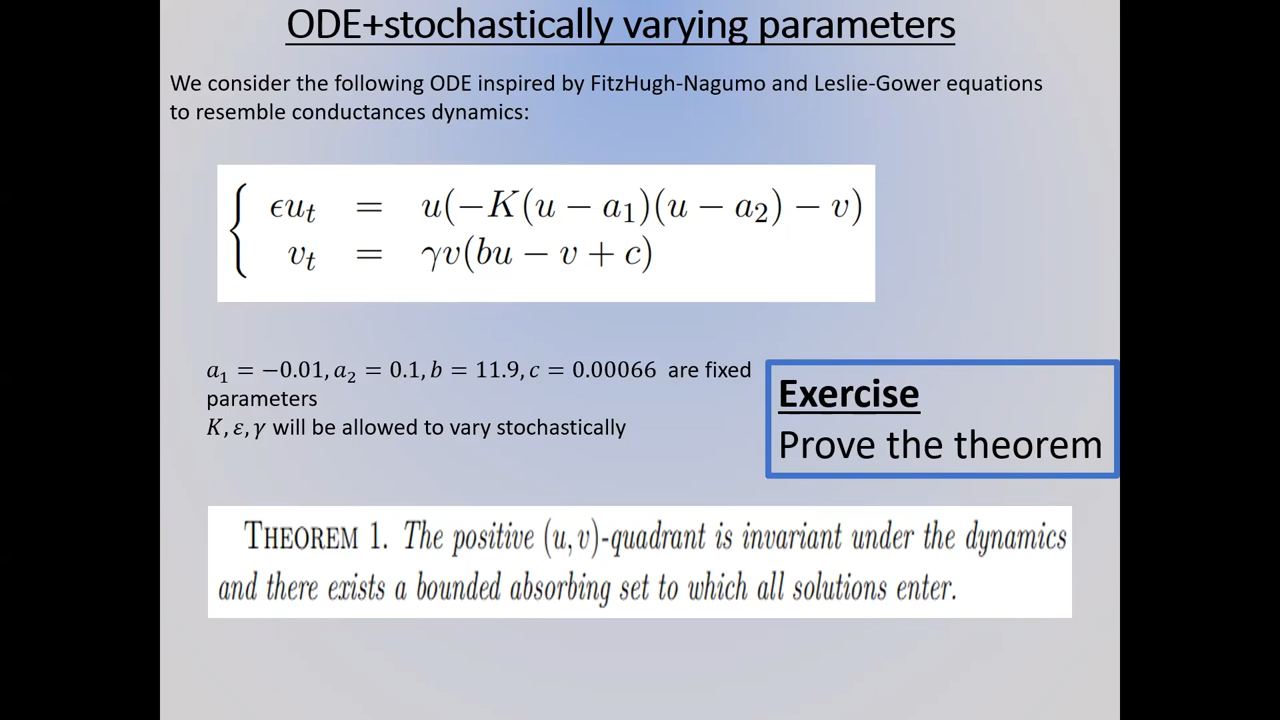 ODE+stochastically varying parameters
We consider the following ODE inspired by FitzHugh-Nagumo and Leslie-Gower equations
to resemble conductances dynamics:
ϵu_t = u(−K(u − a_1)(u − a_2) − v)
v_t = γv(bu − v + c)
a_1 = −0.01, a_2 = 0.1, b = 11.9, c = 0.00066 are fixed
parameters
K, ε, γ will be allowed to vary stochastically
Exercise
Prove the theorem
THEOREM 1. The positive (u, v)-quadrant is invariant under the dynamics
and there exists a bounded absorbing set to which all solutions enter.